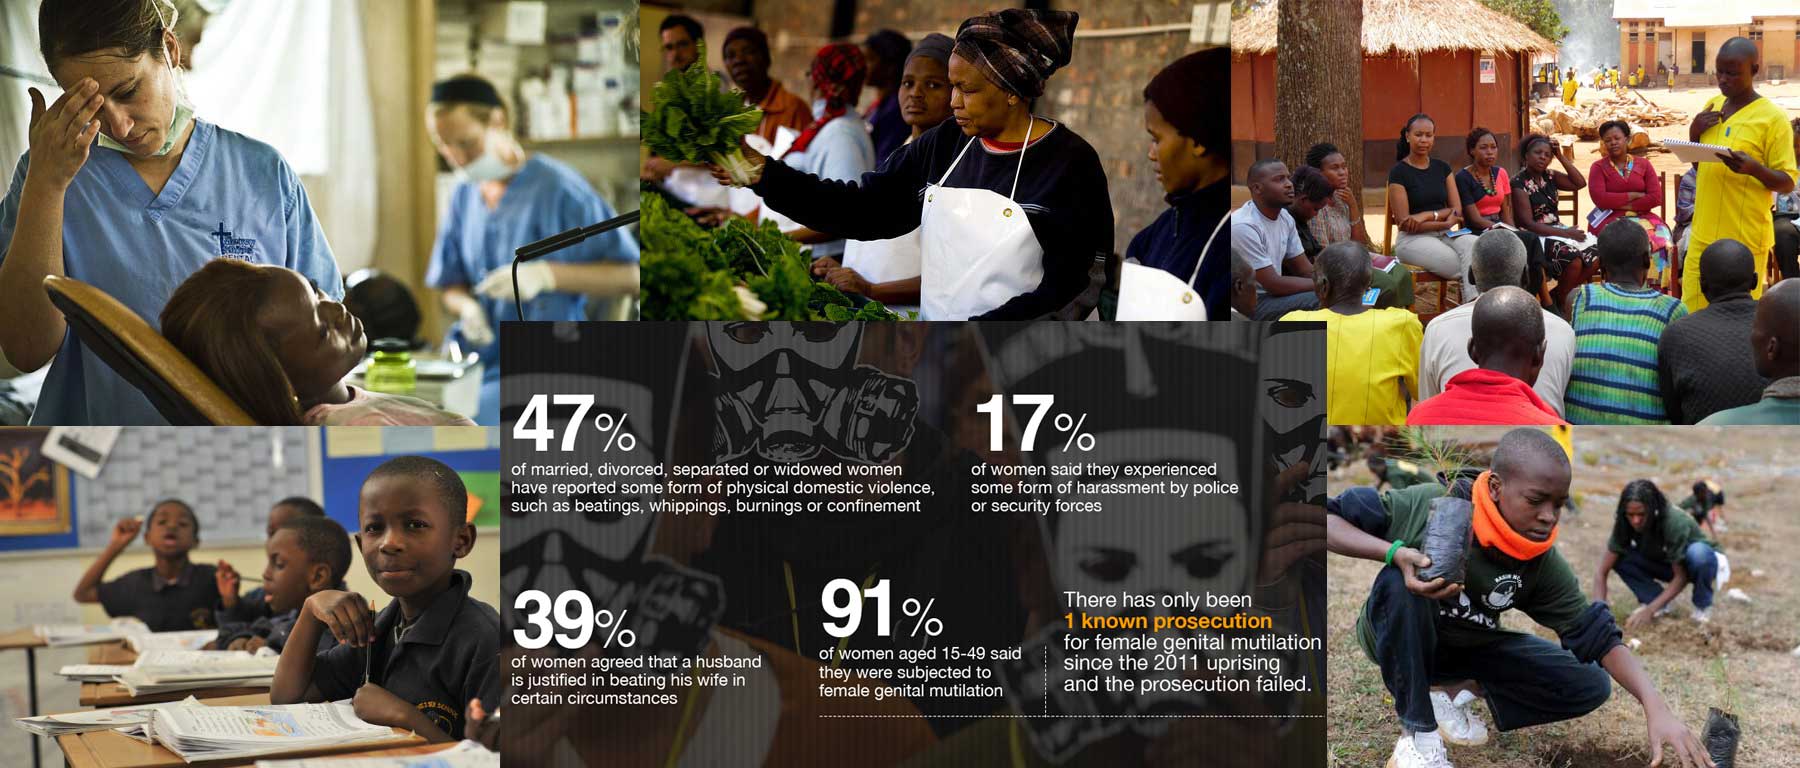 47%
of married, divorced, separated or widowed women
have reported some form of physical domestic violence,
such as beatings, whippings, burnings or confinement
17%
of women said they experienced
some form of harassment by police
or security forces
39%
of women agreed that a husband
is justified in beating his wife in
certain circumstances
91%
of women aged 15-49 said
they were subjected to
female genital mutilation
There has only been
1 known prosecution
for female genital mutilation
since the 2011 uprising
and the prosecution failed.